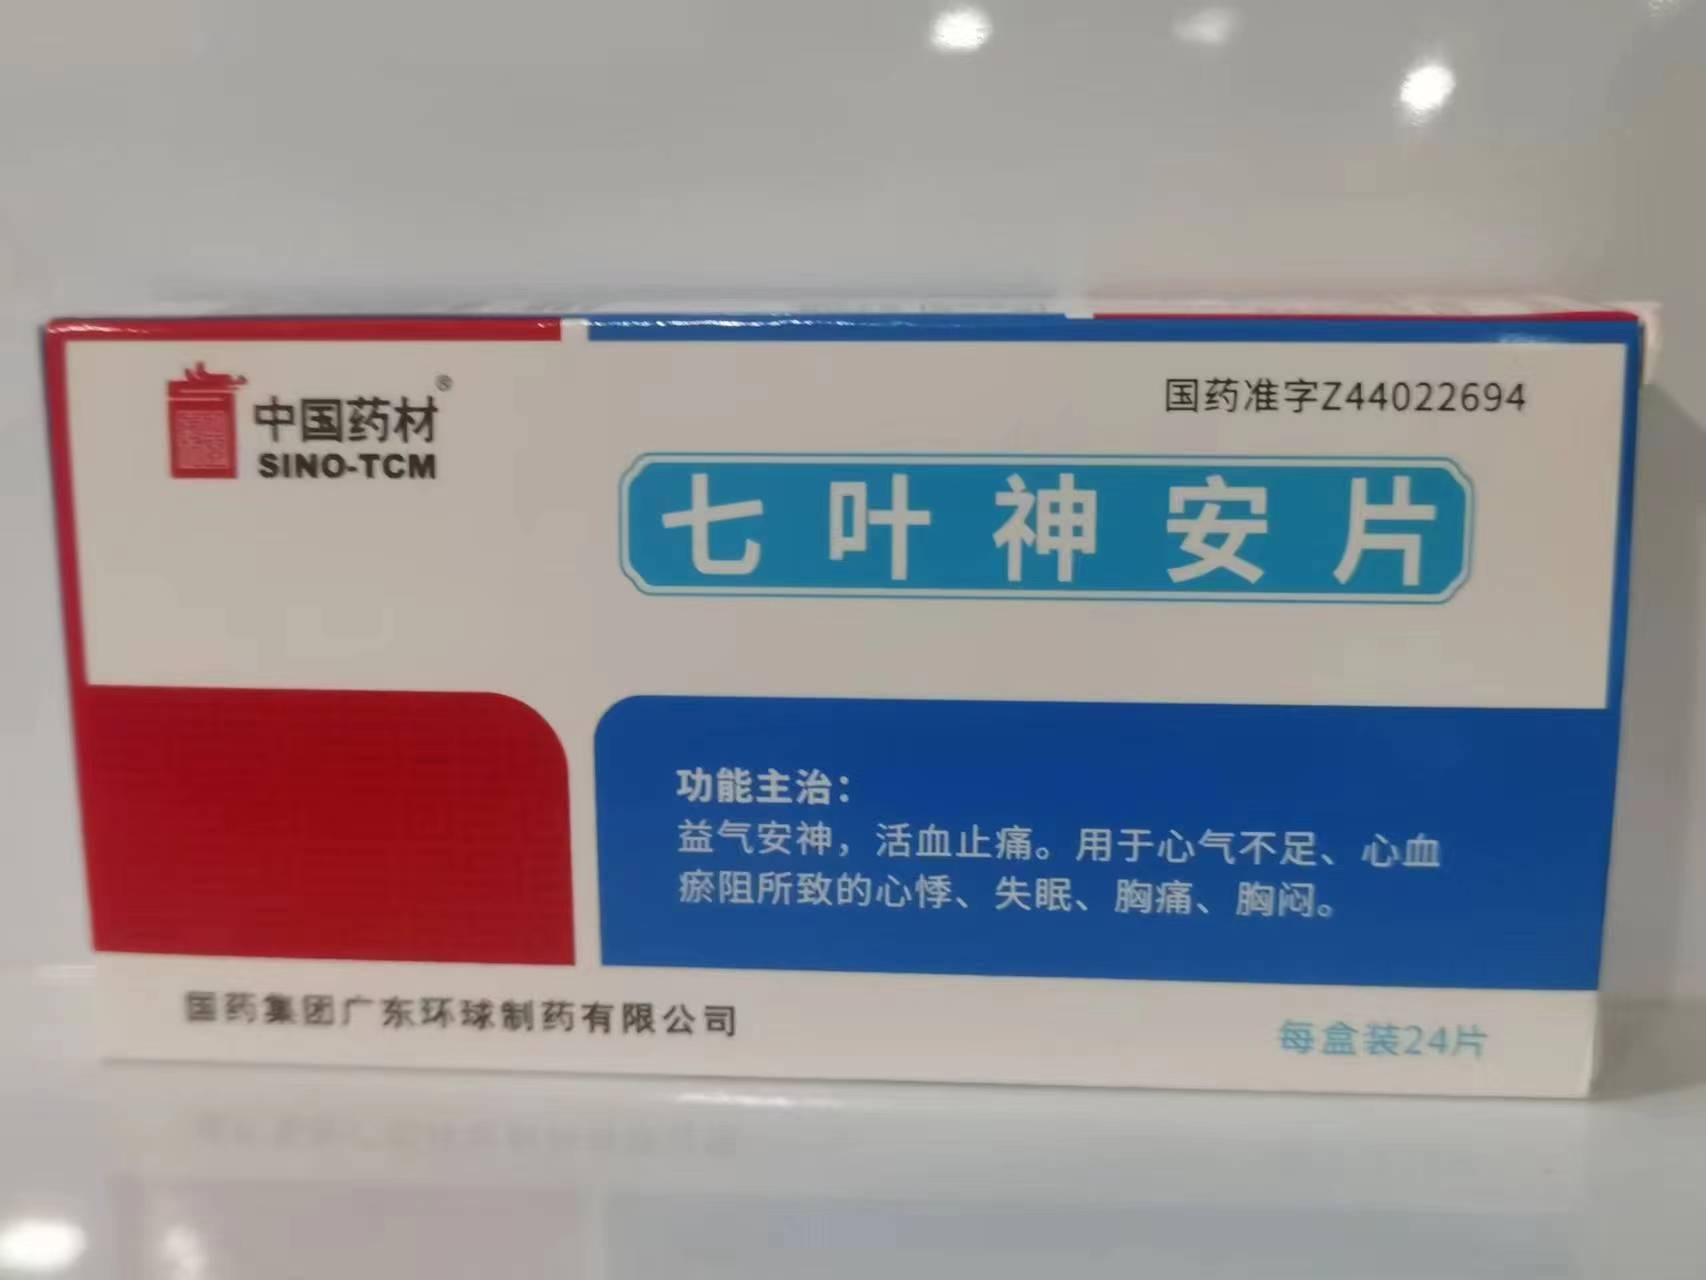 中国药材®
SINO-TCM
国药准字Z44022694
七叶神安片
功能主治：
益气安神，活血止痛。用于心气不足、心血
瘀阻所致的心悸、失眠、胸痛、胸闷。
国药集团广东环球制药有限公司
每盒装24片